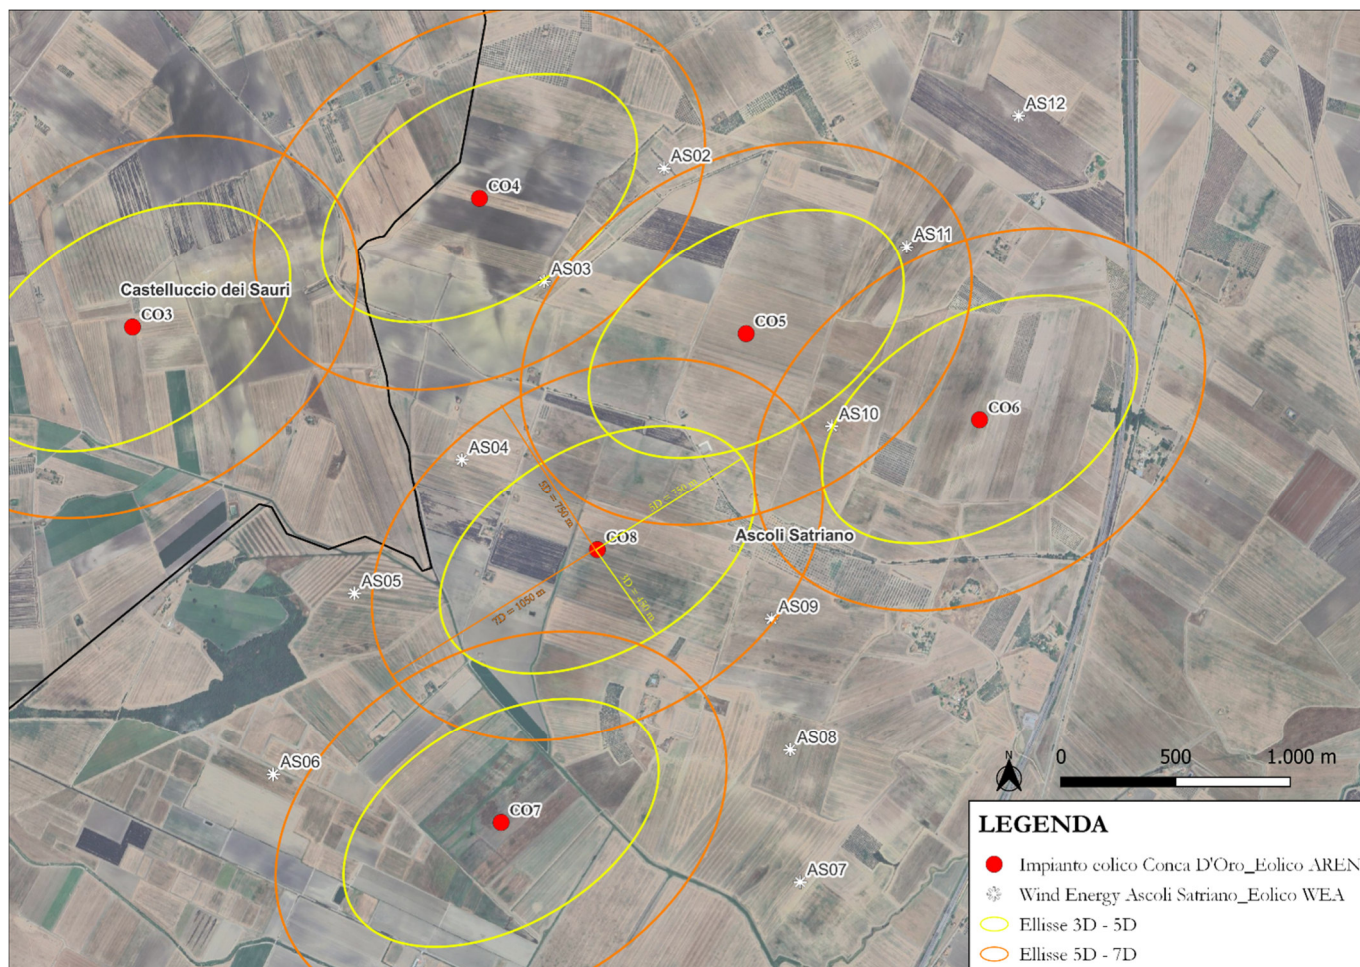 AS12
AS02
CO4
AS11
AS03
Castelluccio dei Sauri
CO3
CO5
AS10
CO6
AS04
5D = 750 m
5D = 750 m
CO8
Ascoli Satriano
AS05
7D = 1050 m
3D = 450 m
AS09
AS08
AS06
N
0 500 1.000 m
CO7
AS07
LEGENDA
Impianto eolico Conca D'Oro_Eolico AREN
Wind Energy Ascoli Satriano_Eolico WEA
Ellisse 3D - 5D
Ellisse 5D - 7D